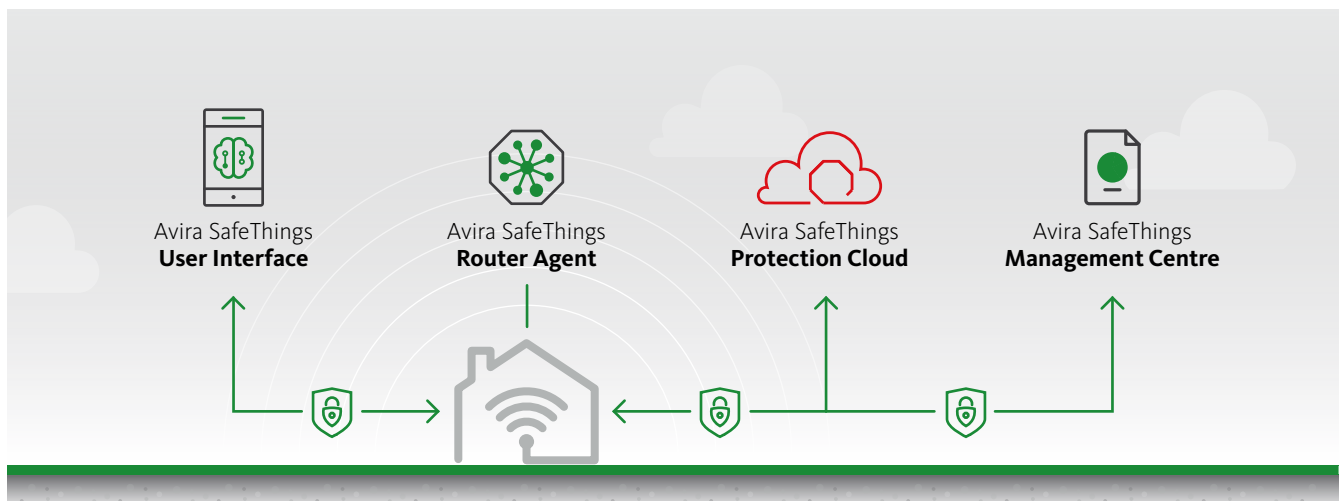 Avira SafeThings
User Interface
Avira SafeThings
Router Agent
Avira SafeThings
Protection Cloud
Avira SafeThings
Management Centre